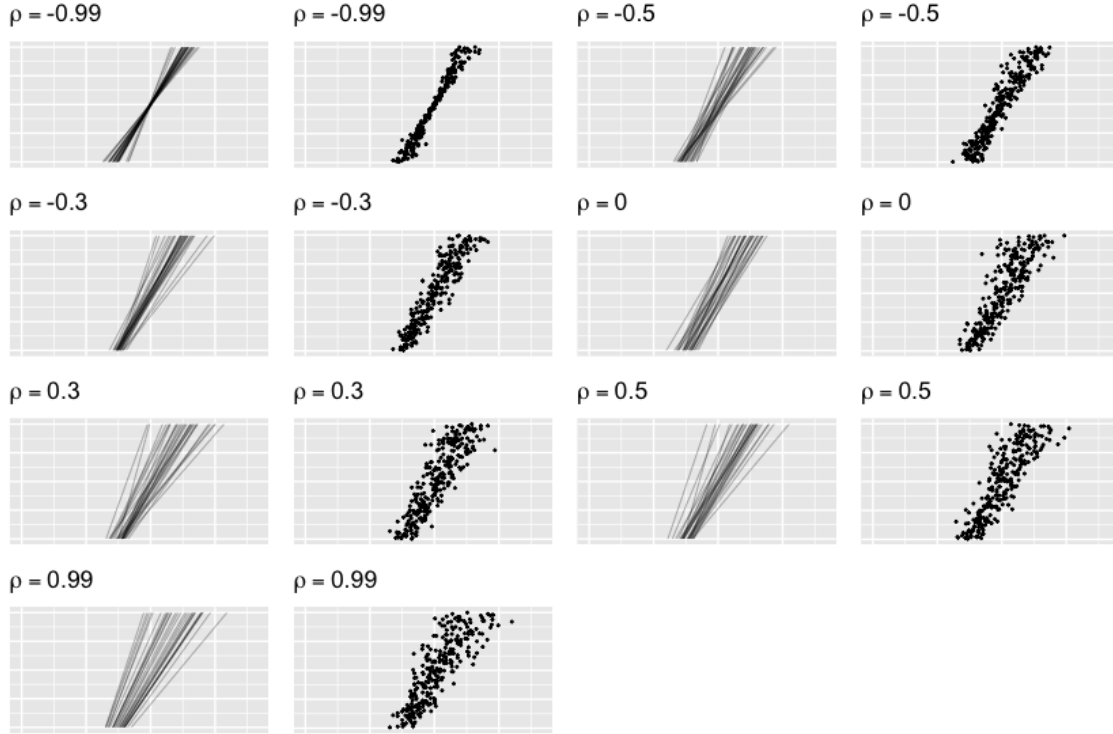 ρ = -0.99
ρ = -0.99
ρ = -0.5
ρ = -0.5
ρ = -0.3
ρ = -0.3
ρ = 0
ρ = 0
ρ = 0.3
ρ = 0.3
ρ = 0.5
ρ = 0.5
ρ = 0.99
ρ = 0.99